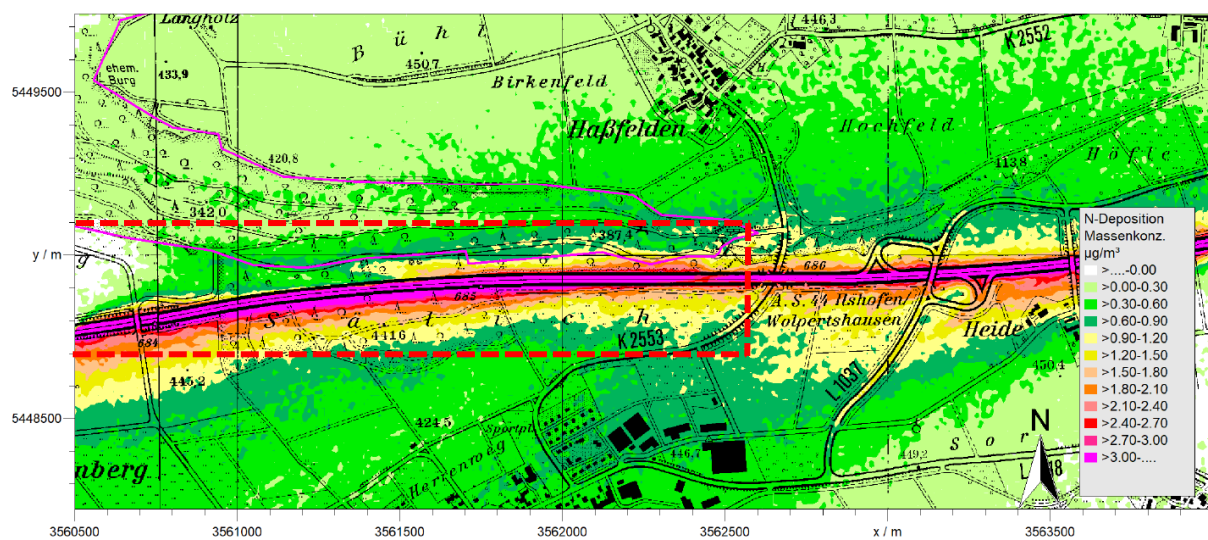 Langholz
446,3
K 2552
B ü h l
450,7
Birkenfeld
H.
ehem.
Burg
433,9
5449500
Haßfelden
Hochfeld
Höfle
420,8
113,8
342,0
387,4
N-Deposition
Massenkonz.
µg/m³
>....-0.00
>0.00-0.30
>0.30-0.60
>0.60-0.90
>0.90-1.20
>1.20-1.50
>1.50-1.80
>1.80-2.10
>2.10-2.40
>2.40-2.70
>2.70-3.00
>3.00-....
y / m
g
686
685
A.S.44 Ilshofen/
Wolpertshausen
684
441,6
K 2553
Heide
445,2
450,4
L 1037
424,5
5448500
Sportpl.
N
nberg
Herrenweg
446,7
449,2
S o r
3560500
3561000
3561500
3562000
3562500
x / m
3563500